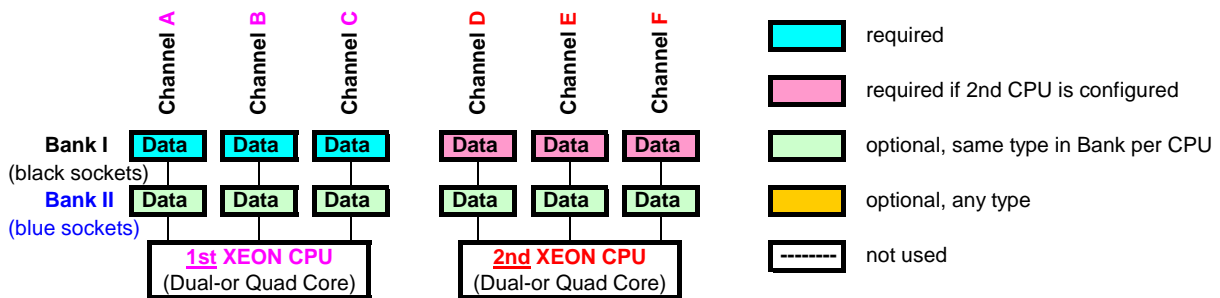 Channel A
Channel B
Channel C
Channel D
Channel E
Channel F
Bank I
(black sockets)
Data Data Data Data Data Data
Bank II
(blue sockets)
Data Data Data Data Data Data
1st XEON CPU
(Dual-or Quad Core)
2nd XEON CPU
(Dual-or Quad Core)
required
required if 2nd CPU is configured
optional, same type in Bank per CPU
optional, any type
-------- not used